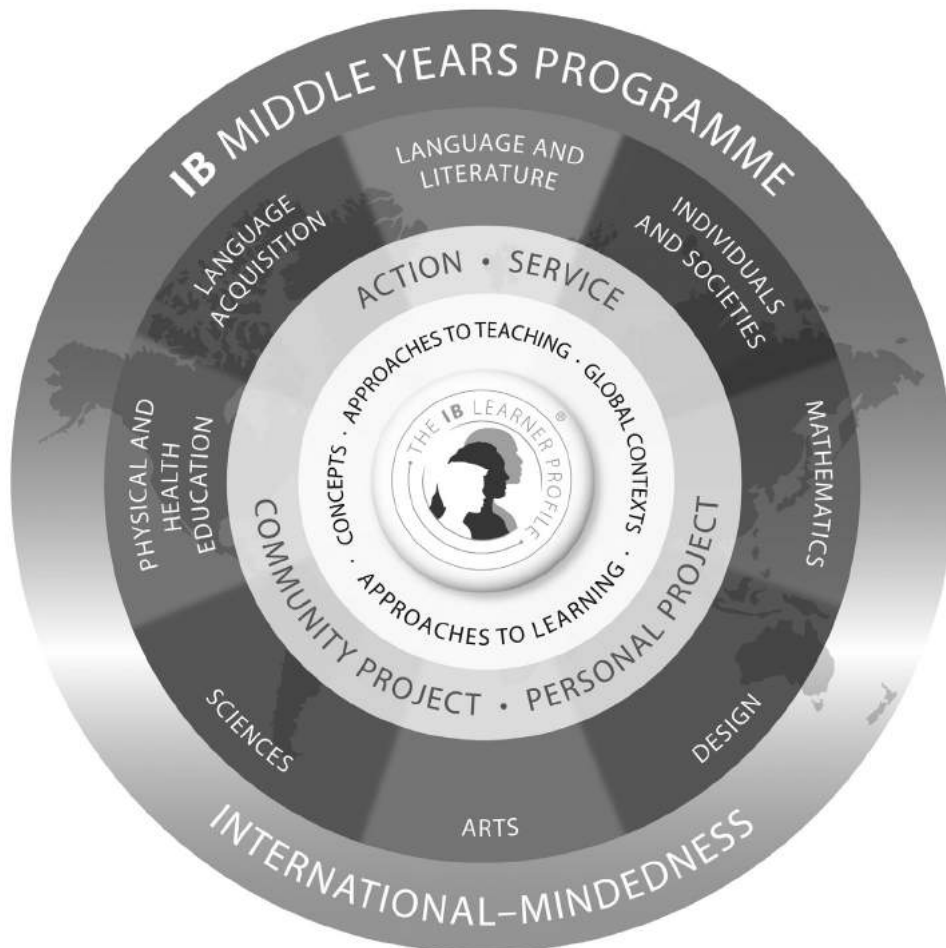 IB MIDDLE YEARS PROGRAMME
LANGUAGE AND
LITERATURE
INDIVIDUALS
AND SOCIETIES
MATHEMATICS
DESIGN
ARTS
SCIENCES
PHYSICAL AND
HEALTH
EDUCATION
LANGUAGE
ACQUISITION
ACTION • SERVICE
COMMUNITY PROJECT • PERSONAL PROJECT
· CONCEPTS · APPROACHES TO TEACHING · GLOBAL CONTEXTS ·
APPROACHES TO LEARNING
• THE IB LEARNER PROFILE •
®
INTERNATIONAL–MINDEDNESS